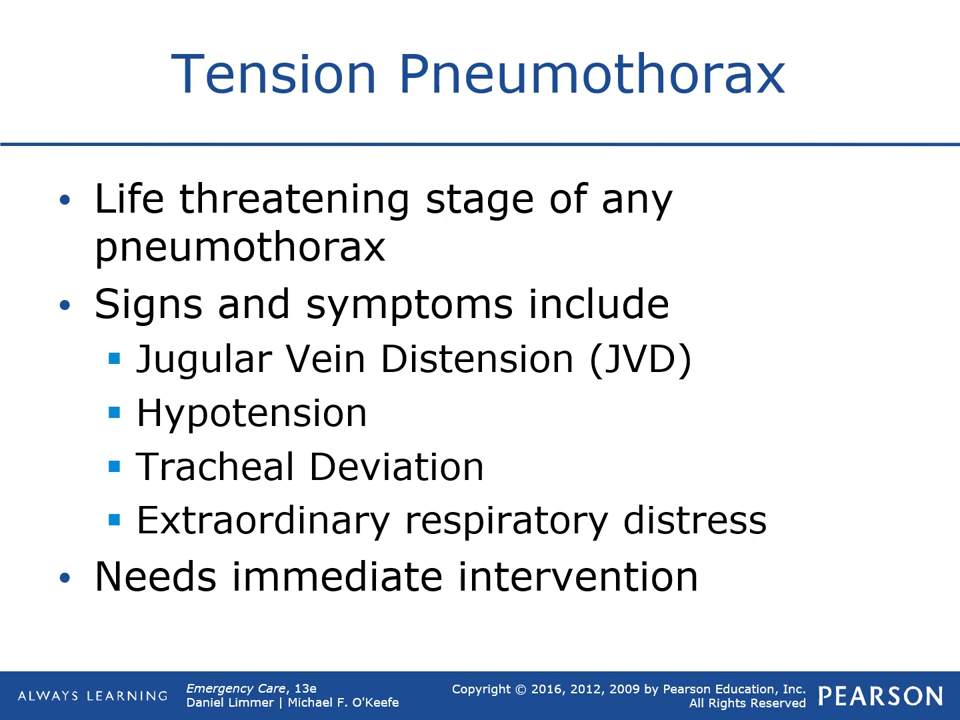 Tension Pneumothorax
• Life threatening stage of any
pneumothorax
• Signs and symptoms include
▪ Jugular Vein Distension (JVD)
▪ Hypotension
▪ Tracheal Deviation
▪ Extraordinary respiratory distress
• Needs immediate intervention
ALWAYS LEARNING
Emergency Care, 13e
Daniel Limmer | Michael F. O'Keefe
Copyright © 2016, 2012, 2009 by Pearson Education, Inc.
All Rights Reserved
PEARSON